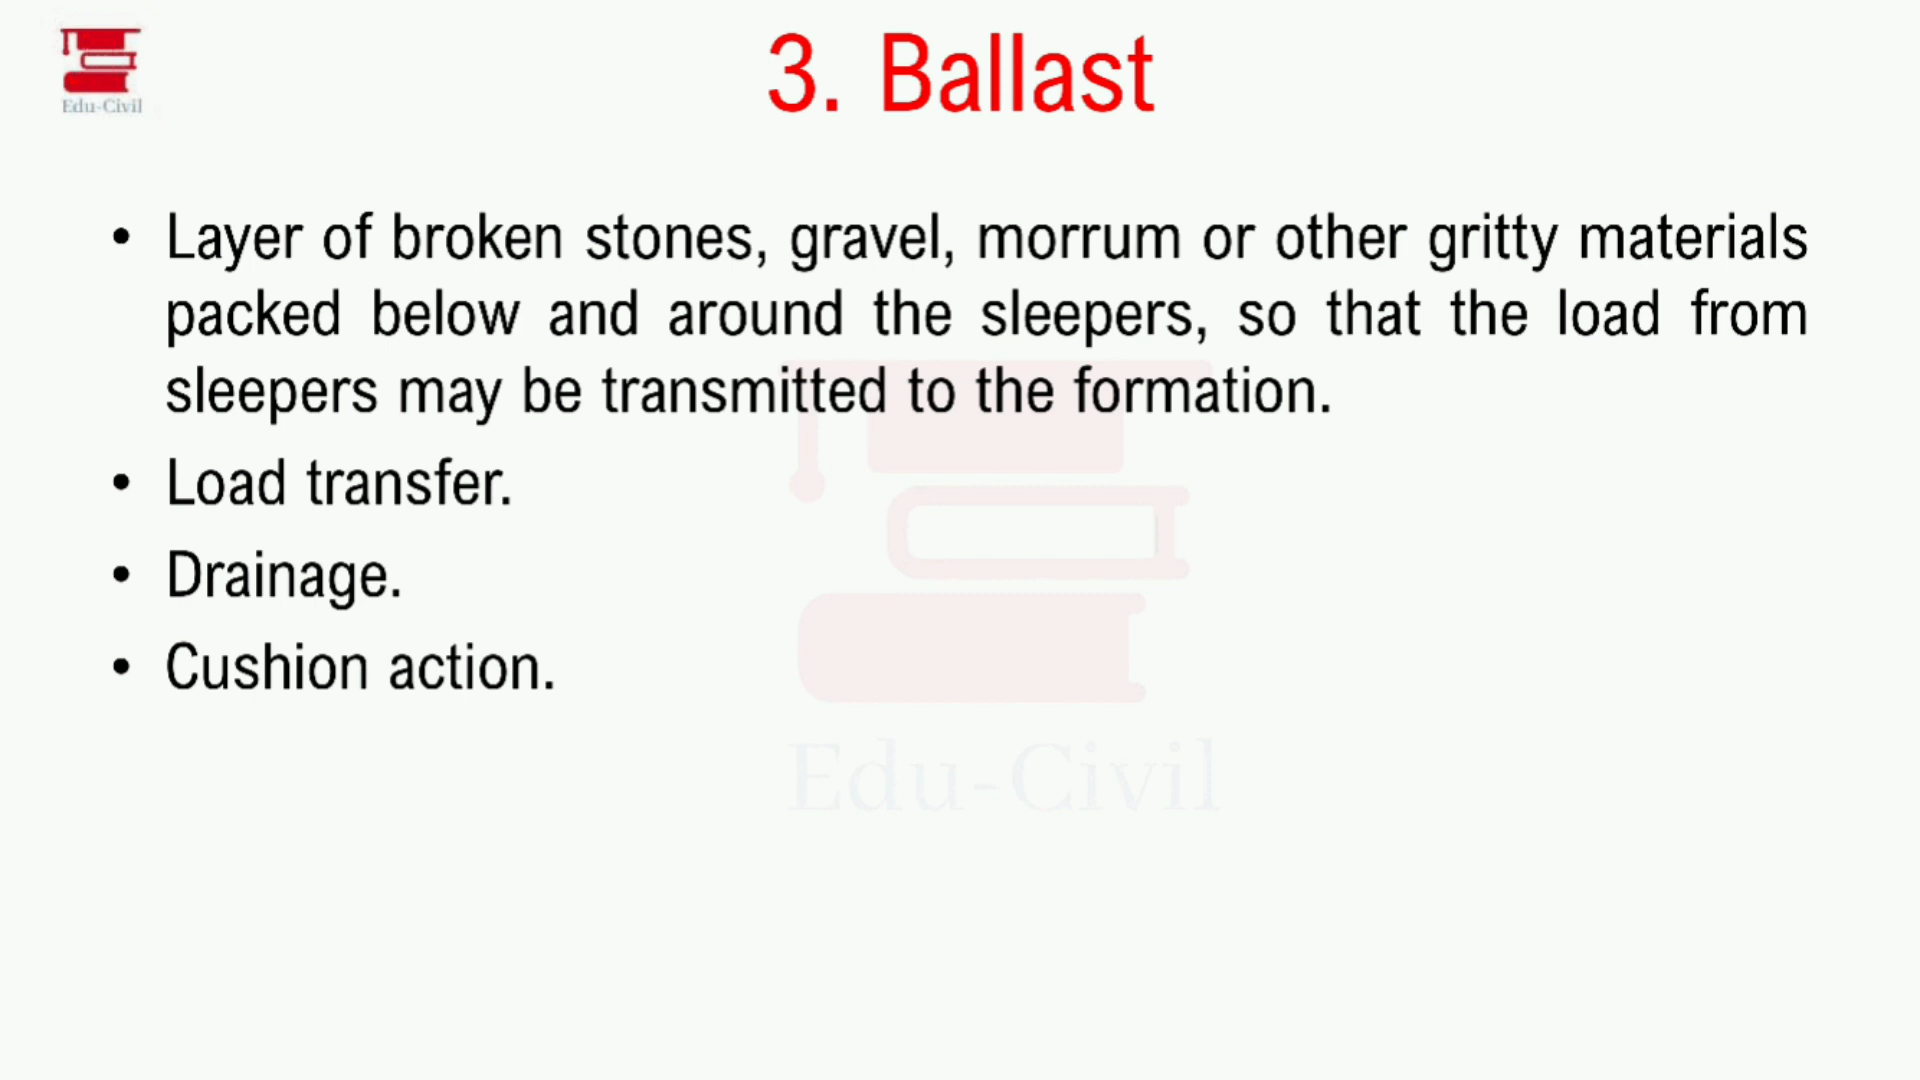 Edu-Civil
3. Ballast
• Layer of broken stones, gravel, morrum or other gritty materials
packed below and around the sleepers, so that the load from
sleepers may be transmitted to the formation.
• Load transfer.
• Drainage.
• Cushion action.
Edu-Civil